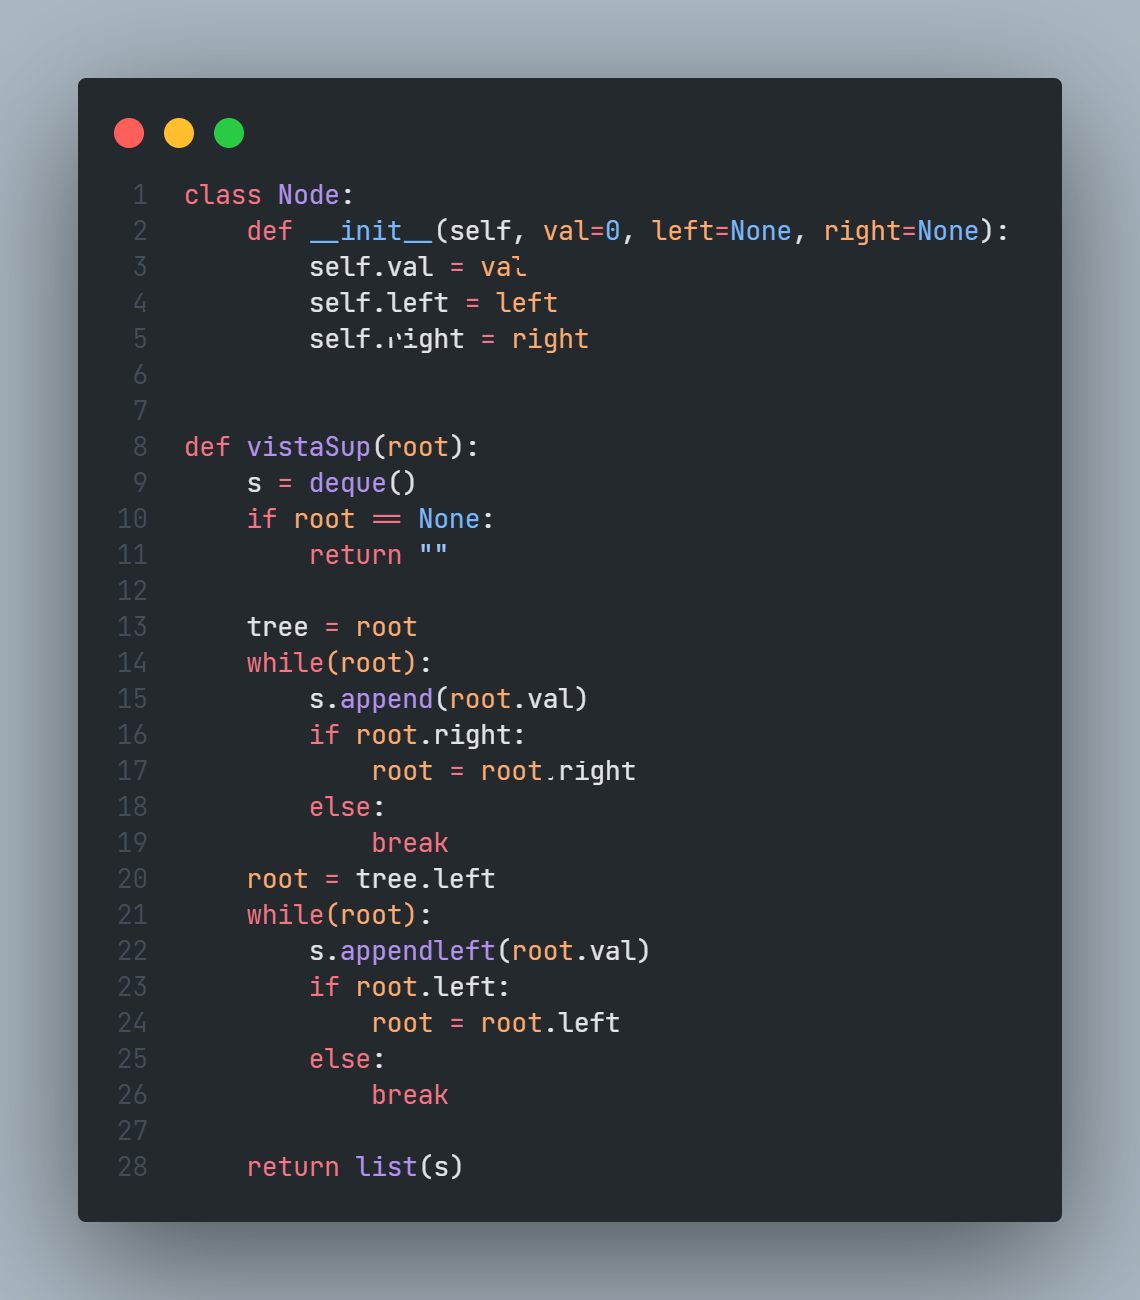 1 class Node:
2     def __init__(self, val=0, left=None, right=None):
3         self.val = val
4         self.left = left
5         self.right = right
6
7
8 def vistaSup(root):
9     s = deque()
10     if root == None:
11         return ""
12
13     tree = root
14     while(root):
15         s.append(root.val)
16         if root.right:
17             root = root.right
18         else:
19             break
20     root = tree.left
21     while(root):
22         s.appendleft(root.val)
23         if root.left:
24             root = root.left
25         else:
26             break
27
28     return list(s)